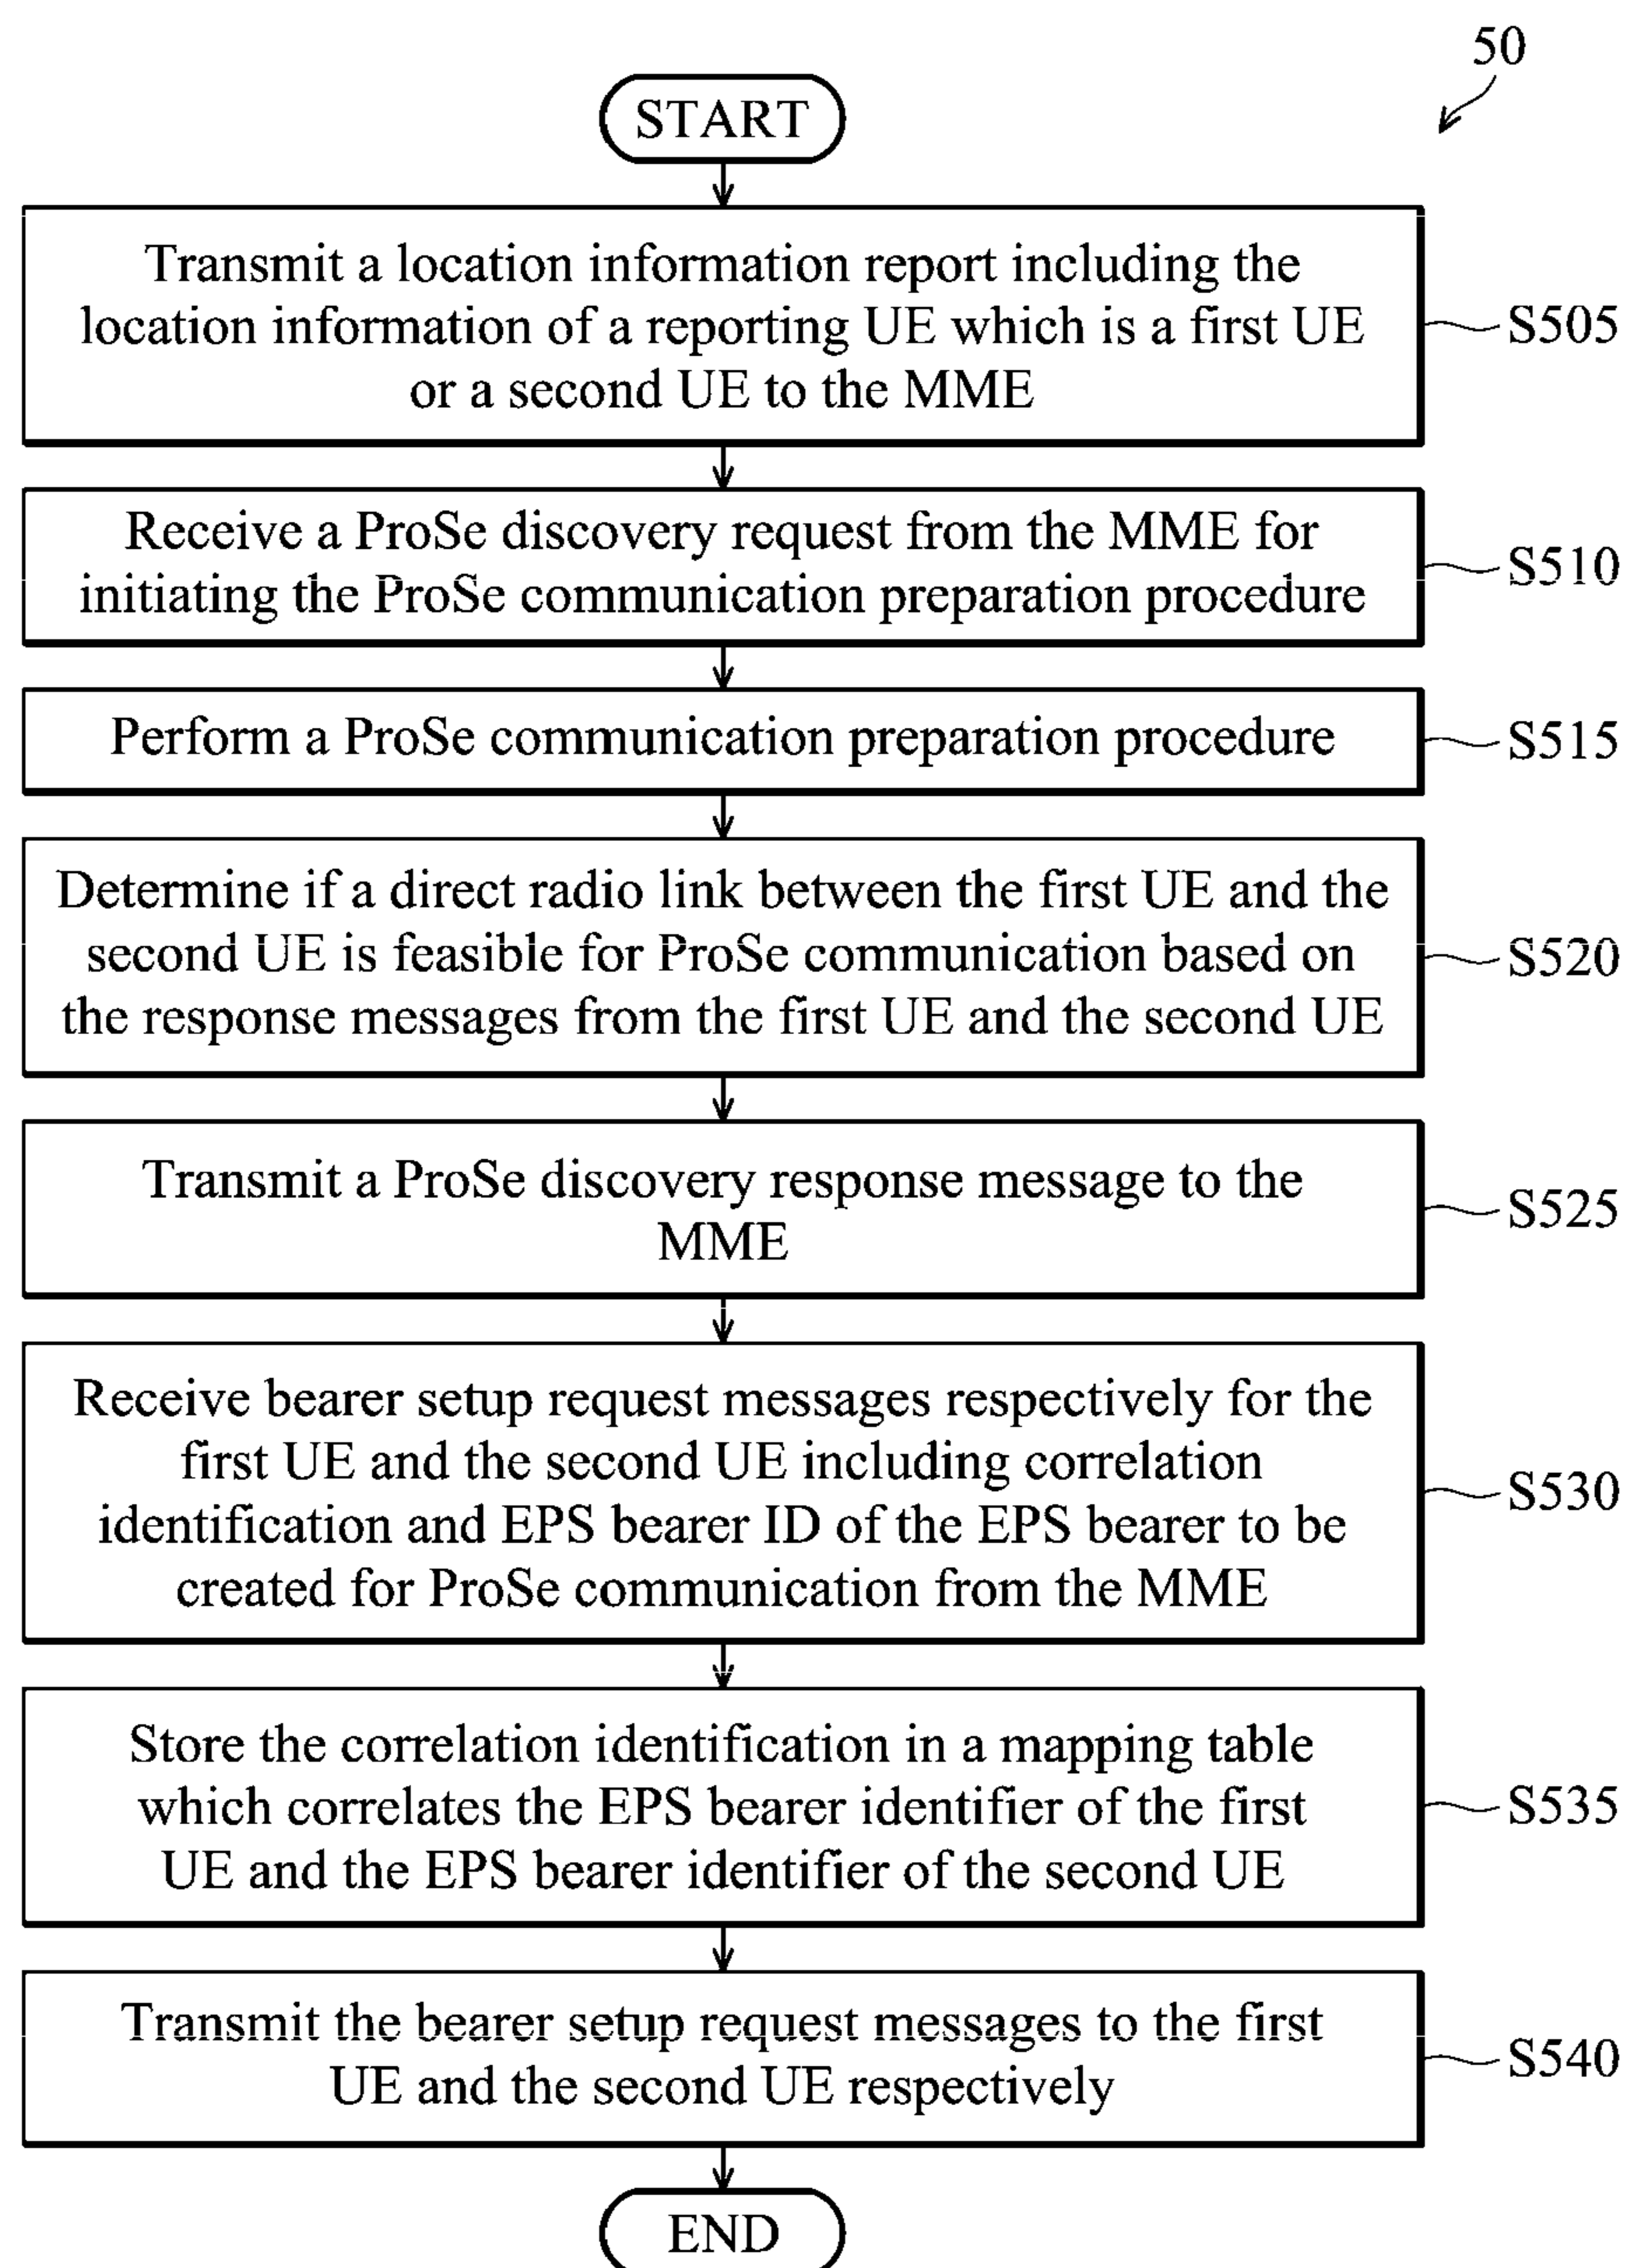 50
START
Transmit a location information report including the
location information of a reporting UE which is a first UE
or a second UE to the MME
S505
Receive a ProSe discovery request from the MME for
initiating the ProSe communication preparation procedure
S510
Perform a ProSe communication preparation procedure
S515
Determine if a direct radio link between the first UE and the
second UE is feasible for ProSe communication based on
the response messages from the first UE and the second UE
S520
Transmit a ProSe discovery response message to the
MME
S525
Receive bearer setup request messages respectively for the
first UE and the second UE including correlation
identification and EPS bearer ID of the EPS bearer to be
created for ProSe communication from the MME
S530
Store the correlation identification in a mapping table
which correlates the EPS bearer identifier of the first
UE and the EPS bearer identifier of the second UE
S535
Transmit the bearer setup request messages to the first
UE and the second UE respectively
S540
END